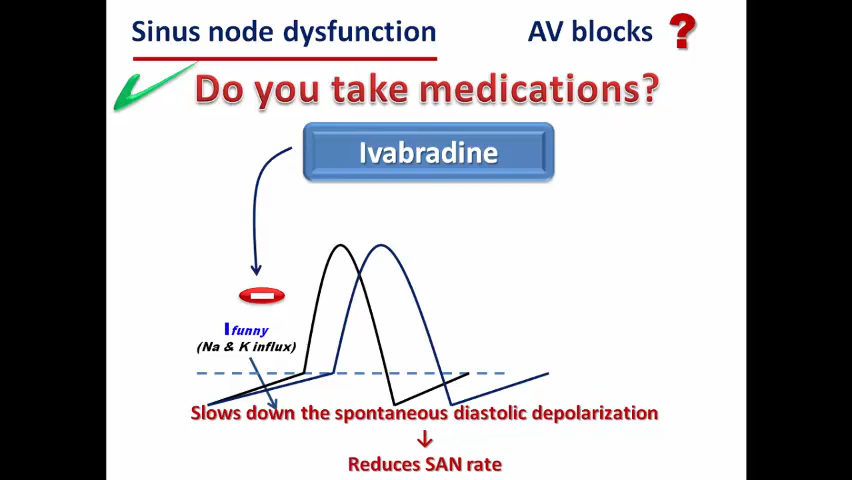 Sinus node dysfunction AV blocks ?
Do you take medications?
Ivabradine
I funny
(Na & K influx)
Slows down the spontaneous diastolic depolarization
↓
Reduces SAN rate